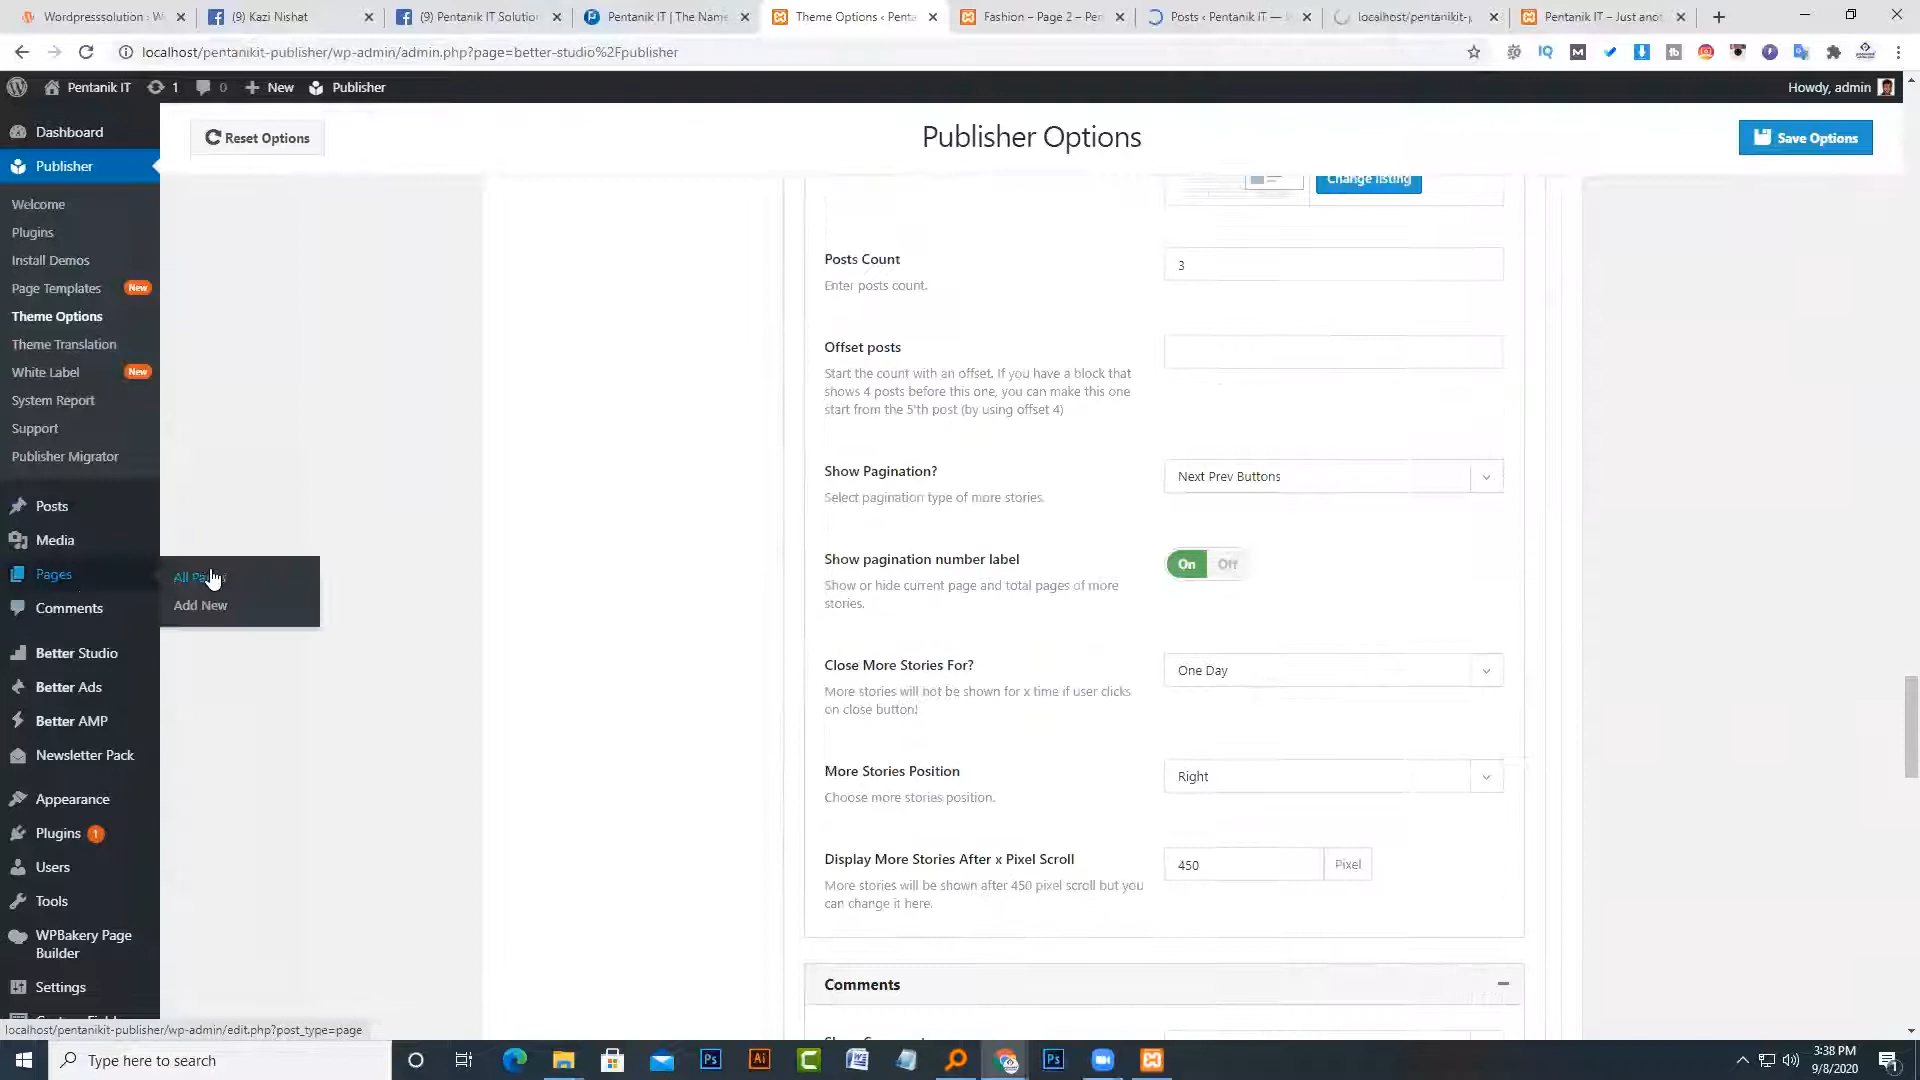 Wordpresssolution : W
(9) Kazi Nishat
(9) Pentanik IT Solutio
Pentanik IT | The Name
Theme Options ‹ Penta
Fashion – Page 2 – Pen
Posts ‹ Pentanik IT —
localhost/pentanikit-p
Pentanik IT – Just anot
localhost/pentanikit-publisher/wp-admin/admin.php?page=better-studio%2Fpublisher
Pentanik IT
1
0
New
Publisher
Howdy, admin
Dashboard
Publisher
Welcome
Plugins
Install Demos
Page Templates New
Theme Options
Theme Translation
White Label New
System Report
Support
Publisher Migrator
Posts
Media
Pages
All Pages
Add New
Comments
Better Studio
Better Ads
Better AMP
Newsletter Pack
Appearance
Plugins 1
Users
Tools
WPBakery Page
Builder
Settings
localhost/pentanikit-publisher/wp-admin/edit.php?post_type=page
Reset Options
Publisher Options
Save Options
Change listing
Posts Count
Enter posts count.
3
Offset posts
Start the count with an offset. If you have a block that
shows 4 posts before this one, you can make this one
start from the 5'th post (by using offset 4)
Show Pagination?
Select pagination type of more stories.
Next Prev Buttons
Show pagination number label
Show or hide current page and total pages of more
stories.
On Off
Close More Stories For?
More stories will not be shown for x time if user clicks
on close button!
One Day
More Stories Position
Choose more stories position.
Right
Display More Stories After x Pixel Scroll
More stories will be shown after 450 pixel scroll but you
can change it here.
450 Pixel
Comments
Type here to search
3:38 PM
9/8/2020